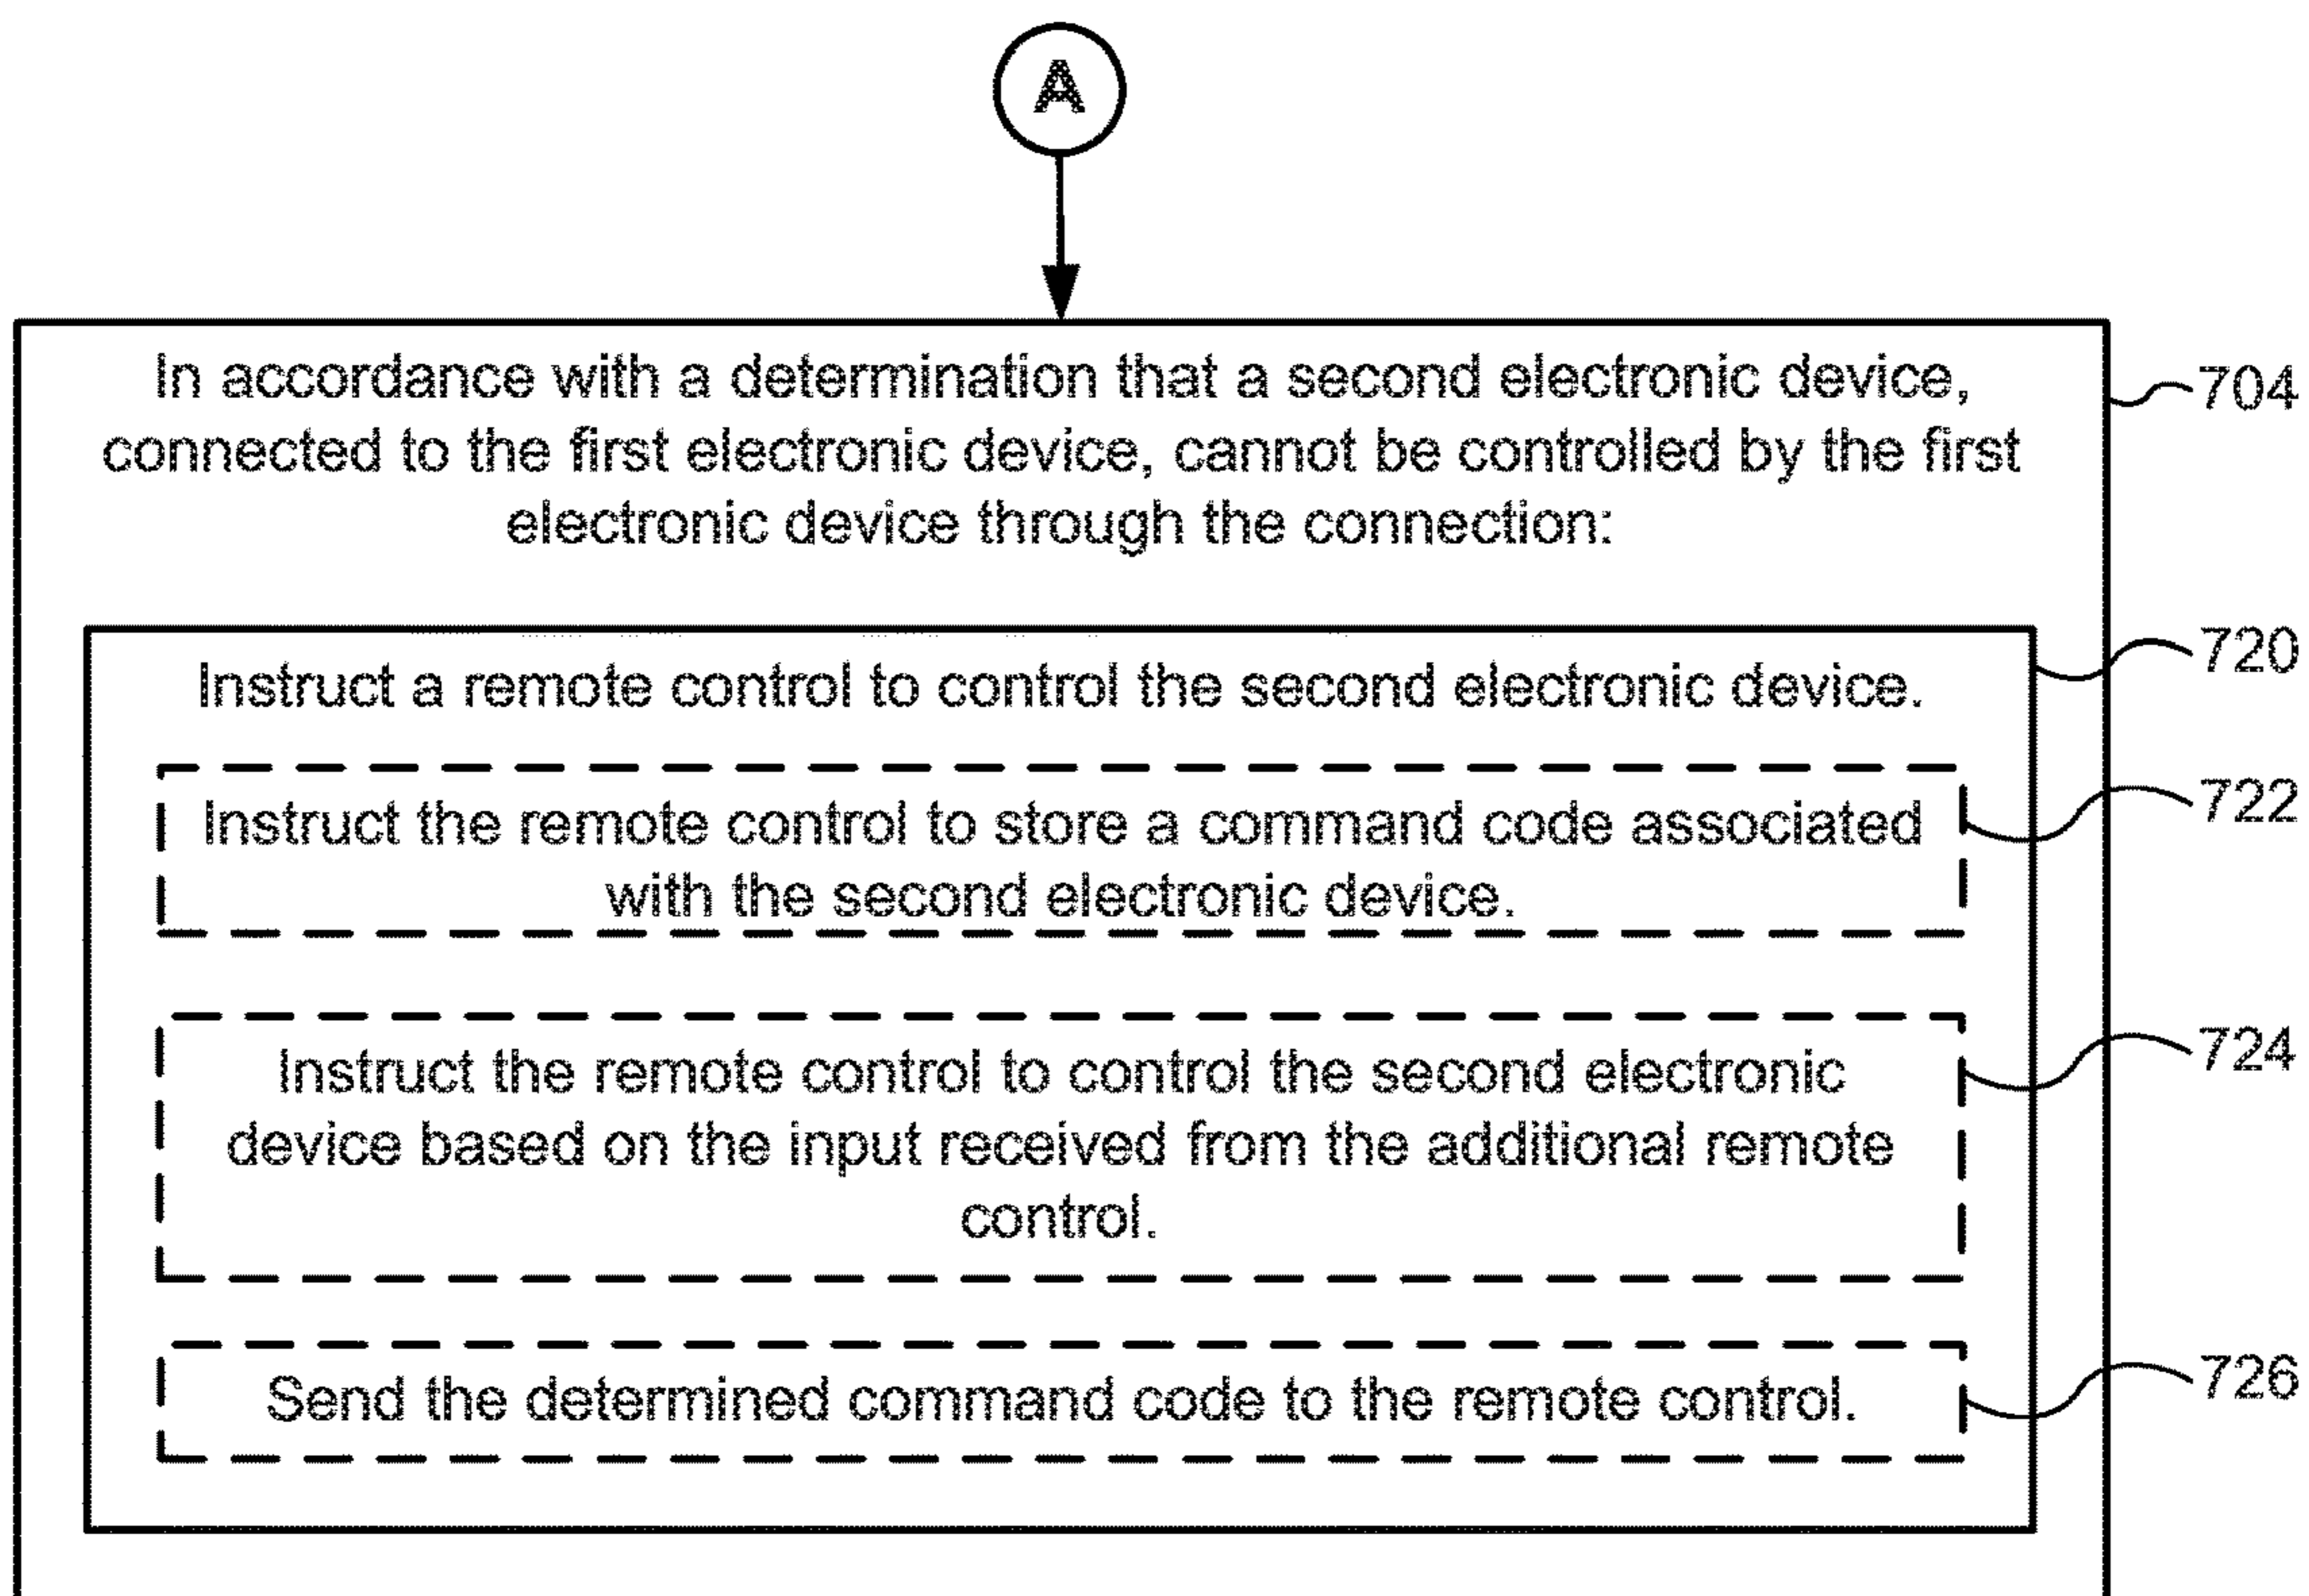 A
In accordance with a determination that a second electronic device,
connected to the first electronic device, cannot be controlled by the first
electronic device through the connection:
704
Instruct a remote control to control the second electronic device.
720
Instruct the remote control to store a command code associated
with the second electronic device.
722
Instruct the remote control to control the second electronic
device based on the input received from the additional remote
control.
724
Send the determined command code to the remote control.
726